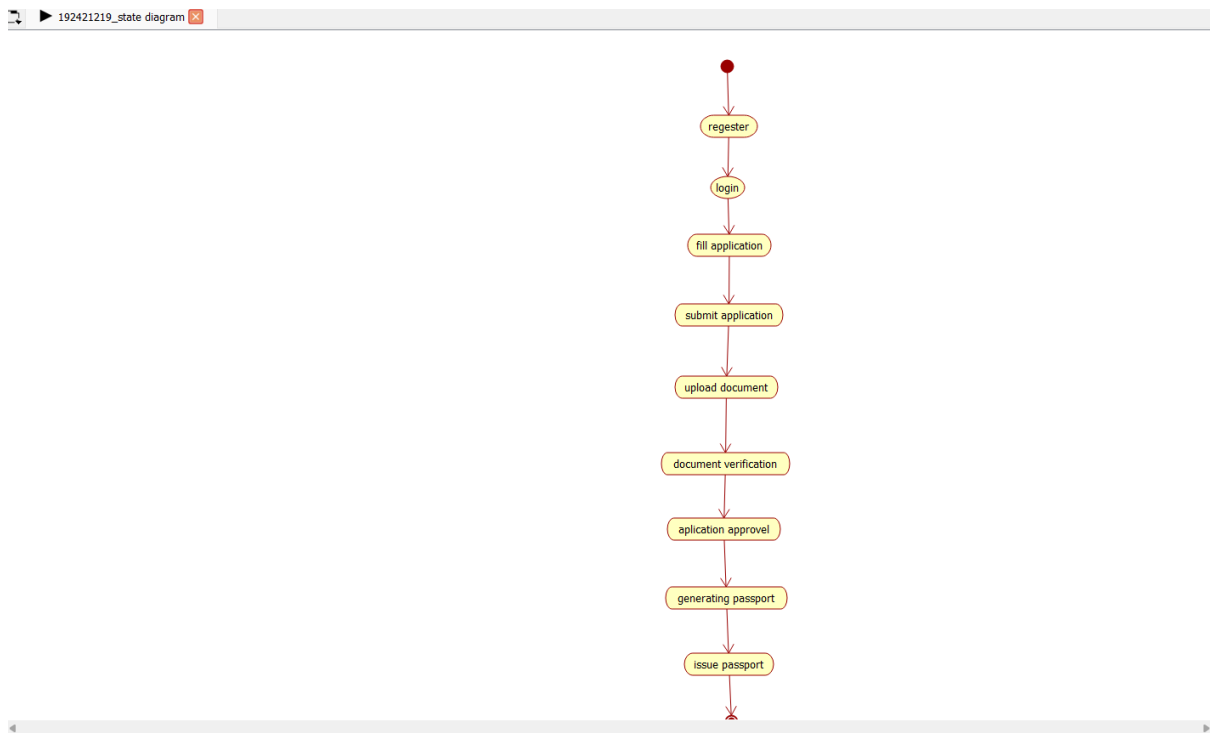 192421219_state diagram
regester
login
fill application
submit application
upload document
document verification
aplication approvel
generating passport
issue passport